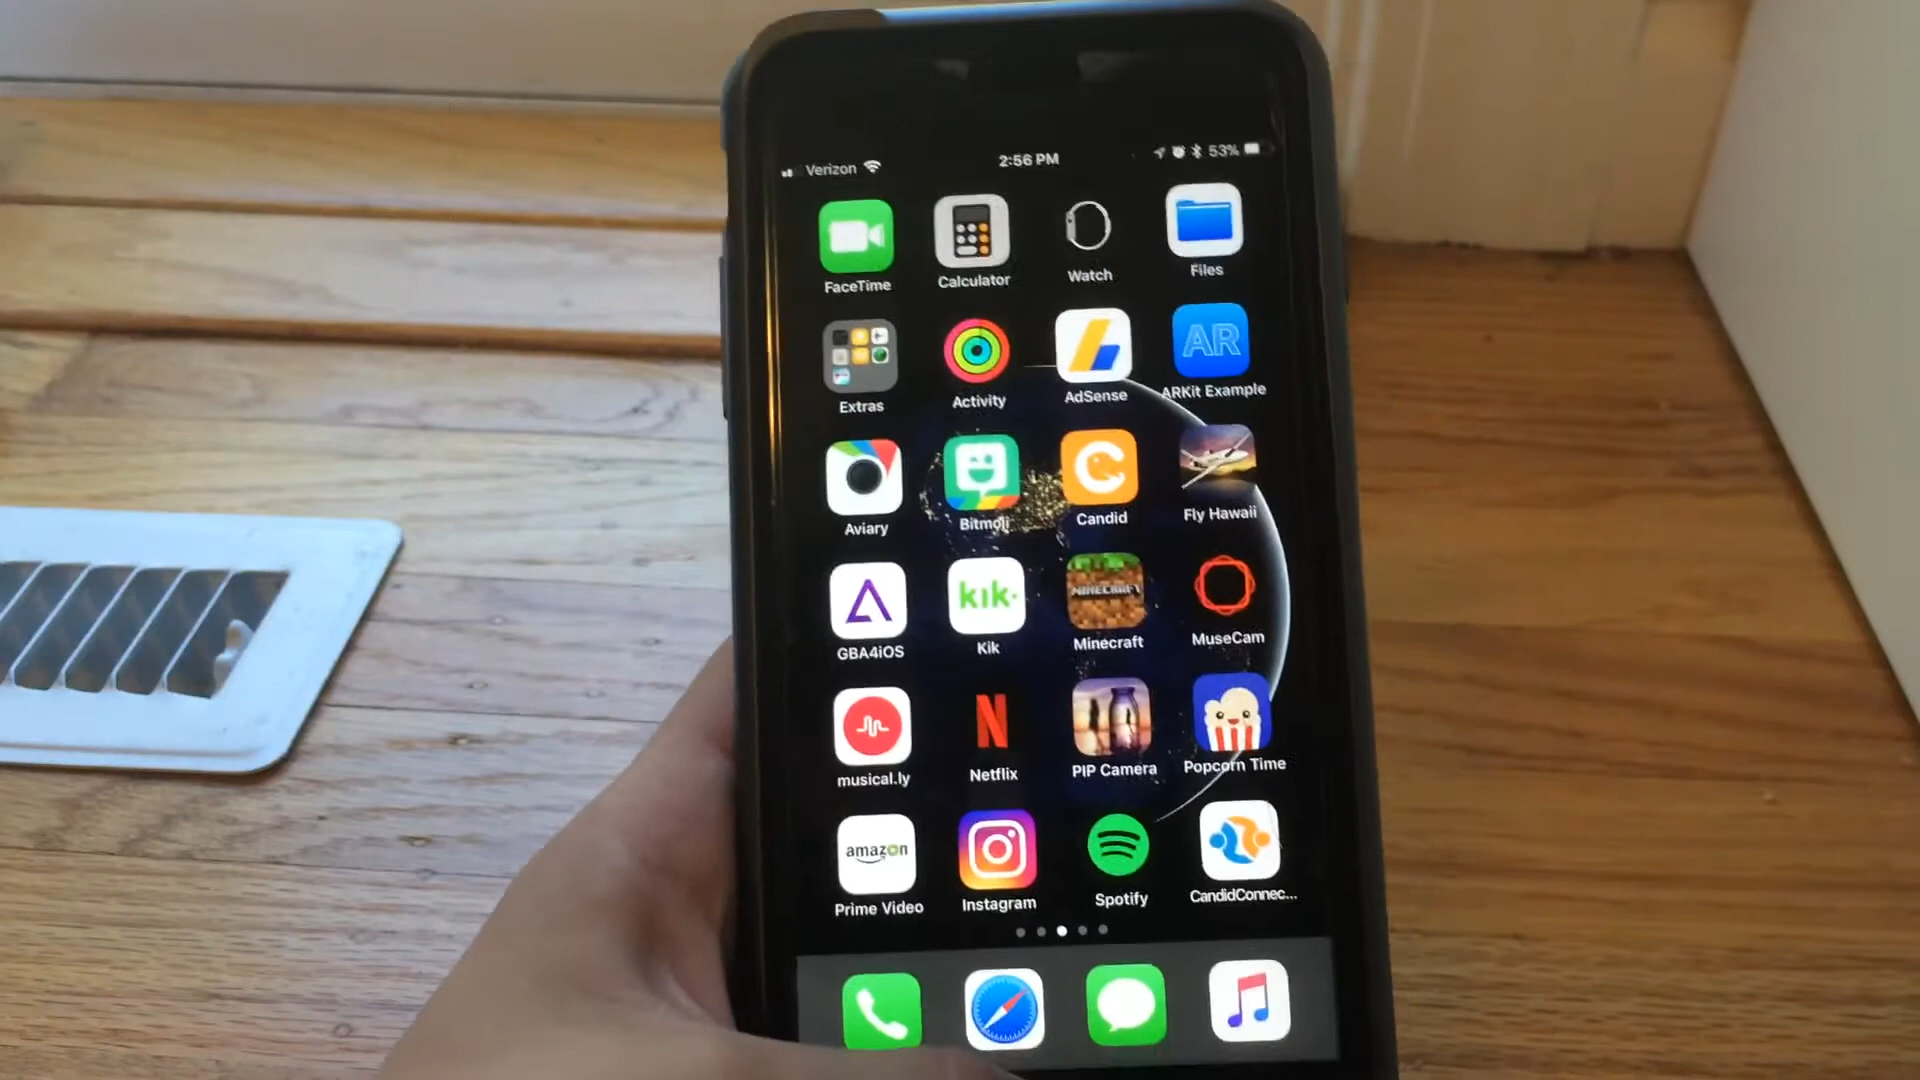 Verizon 2:56 PM 53%
FaceTime Calculator Watch Files
AR
Extras Activity AdSense ARKit Example
Aviary Bitmoji Candid Fly Hawaii
kik.
MINECRAFT
GBA4iOS Kik Minecraft MuseCam
musical.ly Netflix PIP Camera Popcorn Time
amazon
Prime Video Instagram Spotify CandidConnec...